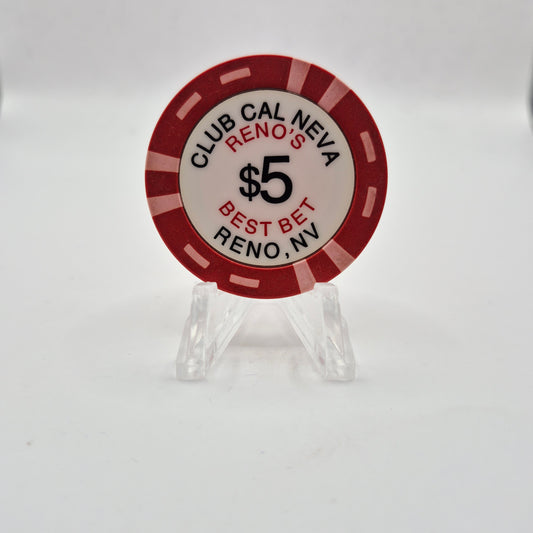 CLUB CAL NEVA
RENO'S
$5
BEST BET
RENO, NV